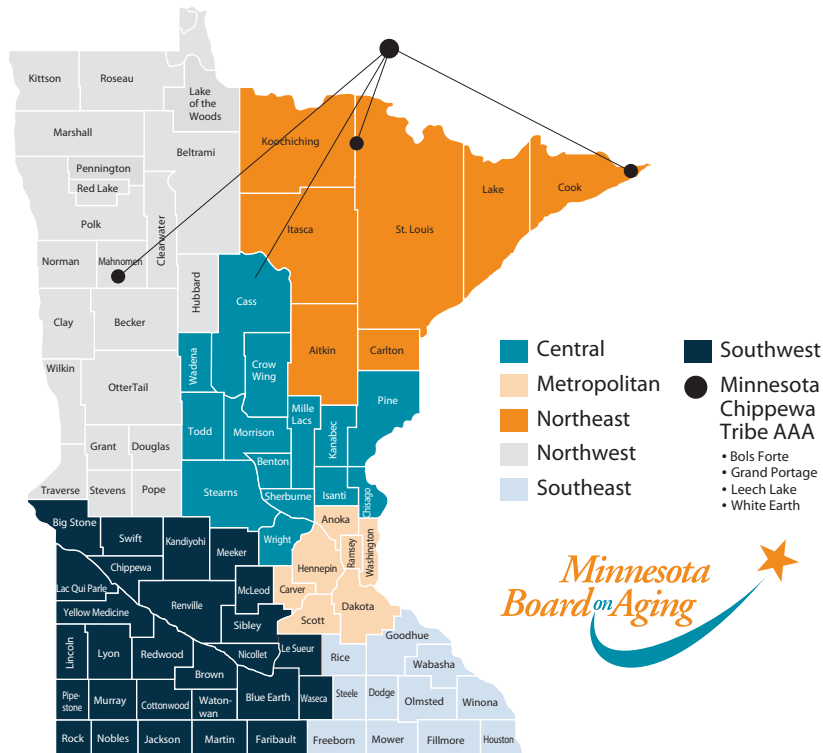 Kittson
Roseau
Lake
of the
Woods
Marshall
Beltrami
Koochiching
Pennington
Red Lake
Polk
Clearwater
Lake
Cook
Itasca
St. Louis
Norman
Mahnomen
Hubbard
Cass
Clay
Becker
Aitkin
Carlton
Wadena
Crow
Wing
Wilkin
OtterTail
Pine
Mille
Lacs
Kanabec
Todd
Morrison
Grant
Douglas
Benton
Traverse
Stevens
Pope
Stearns
Sherburne
Isanti
Chisago
Big Stone
Swift
Kandiyohi
Meeker
Wright
Anoka
Ramsey
Washington
Hennepin
Chippewa
Lac Qui Parle
McLeod
Carver
Renville
Yellow Medicine
Sibley
Scott
Dakota
Goodhue
Lincoln
Lyon
Redwood
Nicollet
Le Sueur
Rice
Wabasha
Brown
Pipe-
stone
Murray
Cottonwood
Waton-
wan
Blue Earth
Waseca
Steele
Dodge
Olmsted
Winona
Rock
Nobles
Jackson
Martin
Faribault
Freeborn
Mower
Fillmore
Houston
Central
Metropolitan
Northeast
Northwest
Southeast
Southwest
Minnesota
Chippewa
Tribe AAA
• Bols Forte
• Grand Portage
• Leech Lake
• White Earth
Minnesota
Board on Aging